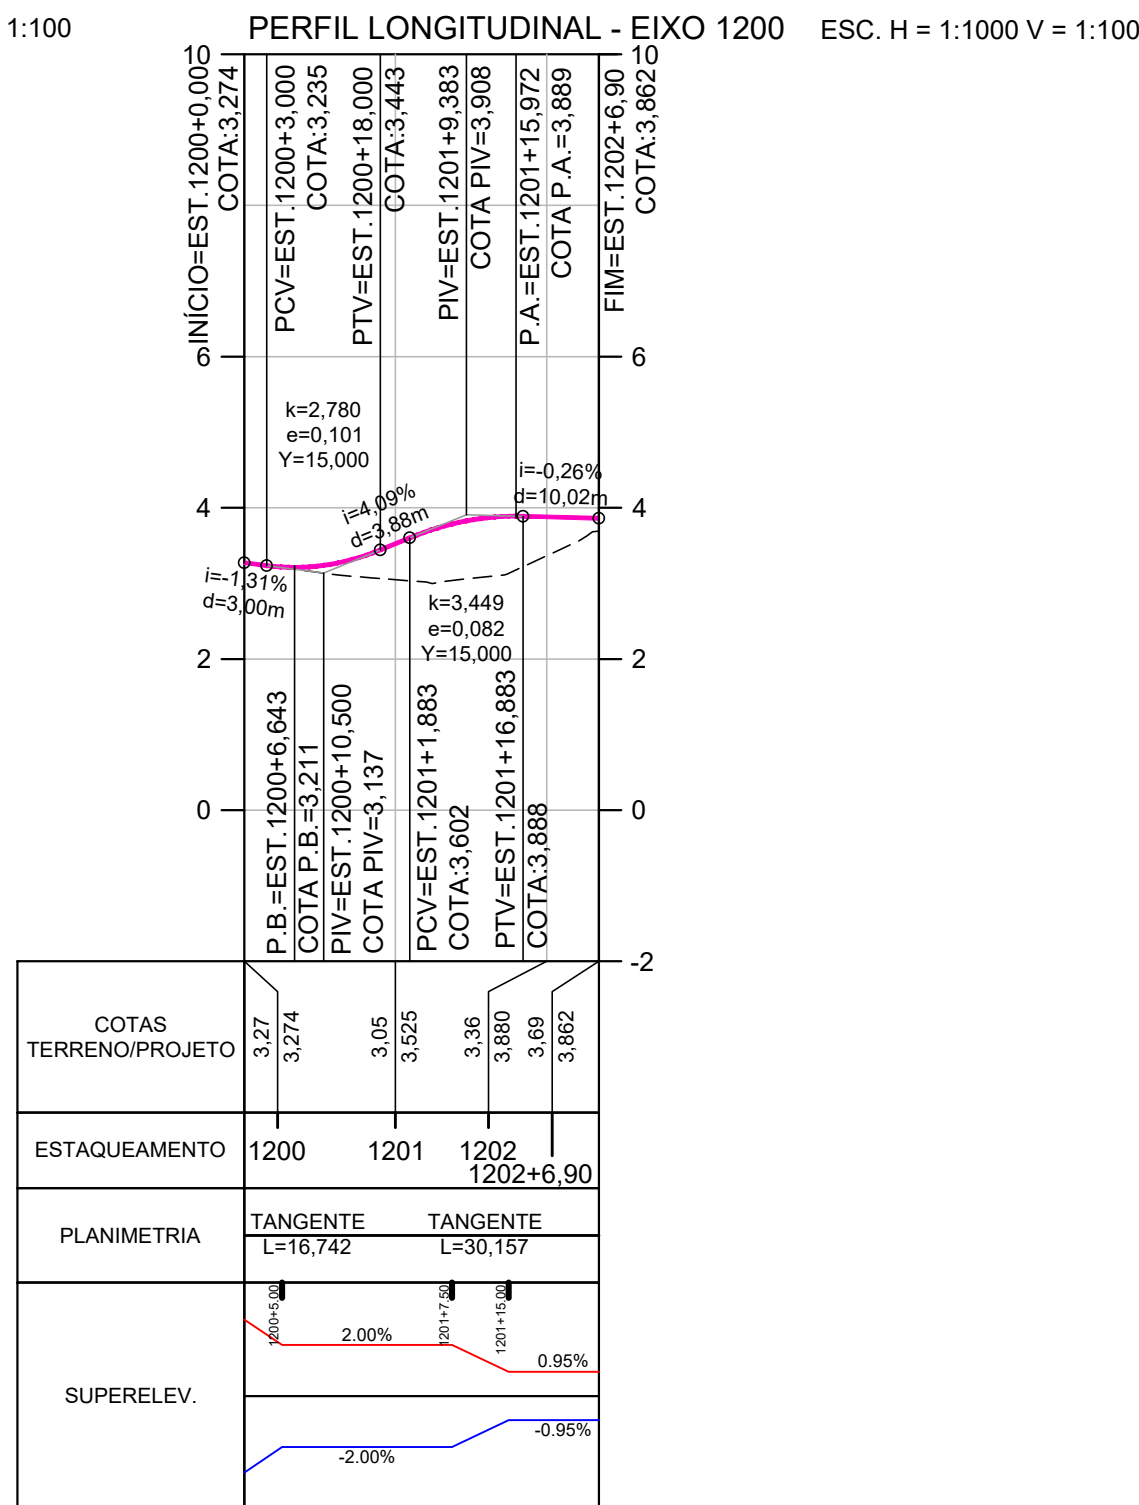 1:100
PERFIL LONGITUDINAL - EIXO 1200
ESC. H = 1:1000 V = 1:100
10
10
INÍCIO=EST.1200+0,000
COTA:3,274
PCV=EST.1200+3,000
COTA:3,235
PTV=EST.1200+18,000
COTA:3,443
PIV=EST.1201+9,383
COTA PIV=3,908
P.A.=EST.1201+15,972
COTA P.A.=3,889
FIM=EST.1202+6,90
COTA:3,862
6
6
k=2,780
e=0,101
Y=15,000
i=4,09%
d=3,88m
i=-0,26%
d=10,02m
4
4
i=-1,31%
d=3,00m
k=3,449
e=0,082
Y=15,000
2
2
P.B.=EST.1200+6,643
COTA P.B.=3,211
PIV=EST.1200+10,500
COTA PIV=3,137
PCV=EST.1201+1,883
COTA:3,602
PTV=EST.1201+16,883
COTA:3,888
0
0
-2
COTAS
TERRENO/PROJETO
3,27
3,274
3,05
3,525
3,36
3,880
3,69
3,862
ESTAQUEAMENTO
1200
1201
1202
1202+6,90
PLANIMETRIA
TANGENTE
L=16,742
TANGENTE
L=30,157
SUPERELEV.
1200+5.00
1201+7.50
1201+15.00
2.00%
0.95%
-2.00%
-0.95%